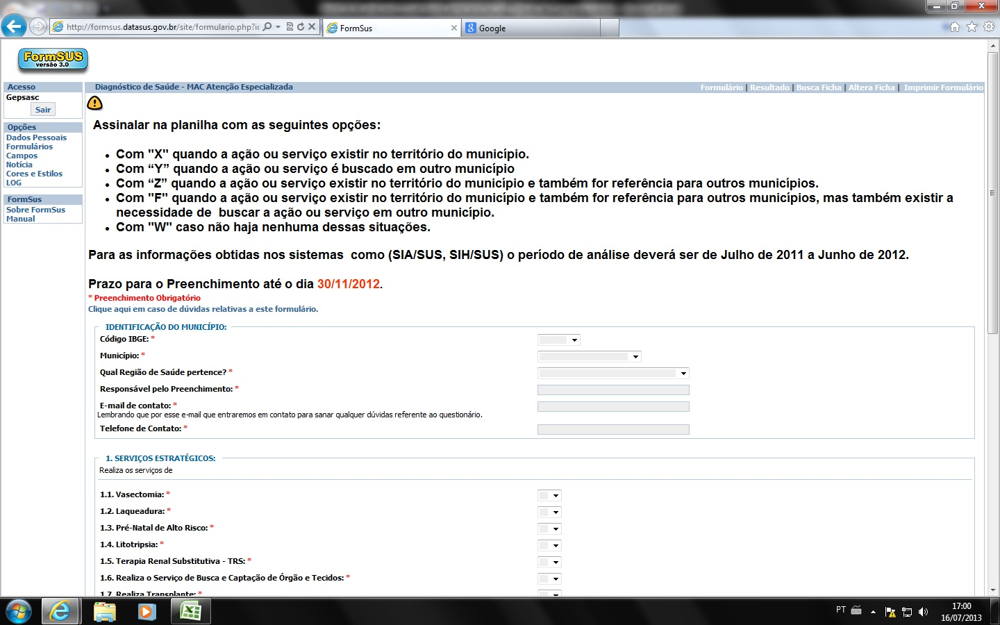 http://formsus.datasus.gov.br/site/formulario.php?ic
FormSus
Google
FormSUS
versão 3.0
Acesso
Gepsasc
Sair
Opções
Dados Pessoais
Formulários
Campos
Notícia
Cores e Estilos
LOG
FormSus
Sobre FormSus
Manual
Diagnóstico de Saúde - MAC Atenção Especializada
Formulário | Resultado | Busca Ficha | Altera Ficha | Imprimir Formulário
Assinalar na planilha com as seguintes opções:
• Com "X" quando a ação ou serviço existir no território do município.
• Com “Y” quando a ação ou serviço é buscado em outro município
• Com “Z” quando a ação ou serviço existir no território do município e também for referência para outros municípios.
• Com "F" quando a ação ou serviço existir no território do município e também for referência para outros municípios, mas também existir a
necessidade de buscar a ação ou serviço em outro município.
• Com "W" caso não haja nenhuma dessas situações.
Para as informações obtidas nos sistemas como (SIA/SUS, SIH/SUS) o período de análise deverá ser de Julho de 2011 a Junho de 2012.
Prazo para o Preenchimento até o dia 30/11/2012.
* Preenchimento Obrigatório
Clique aqui em caso de dúvidas relativas a este formulário.
IDENTIFICAÇÃO DO MUNICÍPIO:
Código IBGE: *
Município: *
Qual Região de Saúde pertence? *
Responsável pelo Preenchimento: *
E-mail de contato: *
Lembrando que por esse e-mail que entraremos em contato para sanar qualquer dúvidas referente ao questionário.
Telefone de Contato: *
1. SERVIÇOS ESTRATÉGICOS:
Realiza os serviços de
1.1. Vasectomia: *
1.2. Laqueadura: *
1.3. Pré-Natal de Alto Risco: *
1.4. Litotripsia: *
1.5. Terapia Renal Substitutiva - TRS: *
1.6. Realiza o Serviço de Busca e Captação de Órgão e Tecidos: *
1.7. Realiza Transplante: *
PT
17:00
16/07/2013